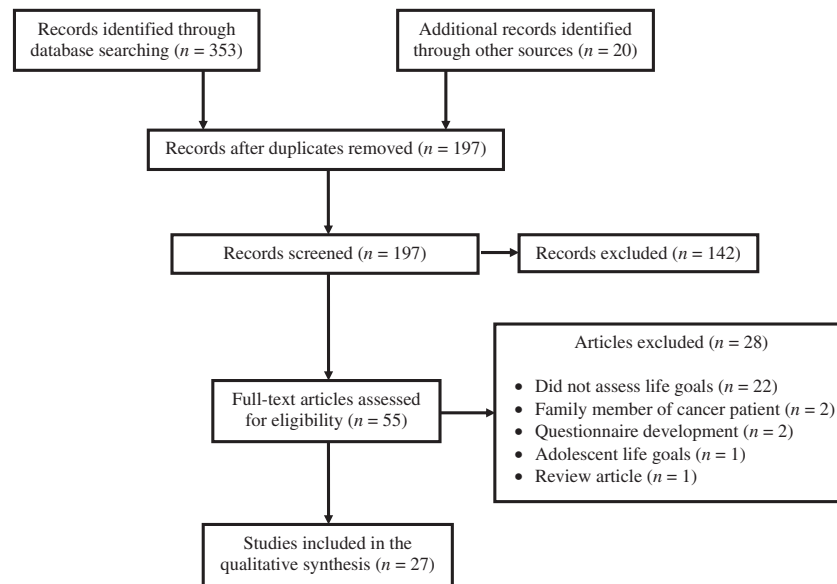 Records identified through
database searching (n = 353)
Additional records identified
through other sources (n = 20)
Records after duplicates removed (n = 197)
Records screened (n = 197)
Records excluded (n = 142)
Full-text articles assessed
for eligibility (n = 55)
Articles excluded (n = 28)
• Did not assess life goals (n = 22)
• Family member of cancer patient (n = 2)
• Questionnaire development (n = 2)
• Adolescent life goals (n = 1)
• Review article (n = 1)
Studies included in the
qualitative synthesis (n = 27)